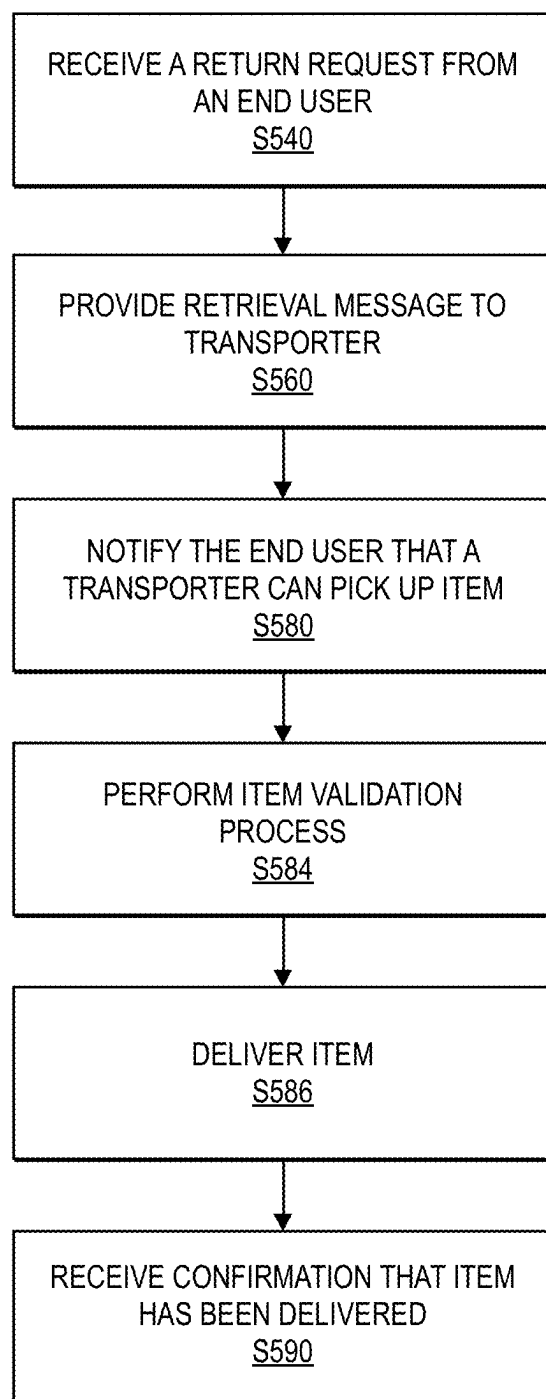 RECEIVE A RETURN REQUEST FROM
AN END USER
S540
PROVIDE RETRIEVAL MESSAGE TO
TRANSPORTER
S560
NOTIFY THE END USER THAT A
TRANSPORTER CAN PICK UP ITEM
S580
PERFORM ITEM VALIDATION
PROCESS
S584
DELIVER ITEM
S586
RECEIVE CONFIRMATION THAT ITEM
HAS BEEN DELIVERED
S590